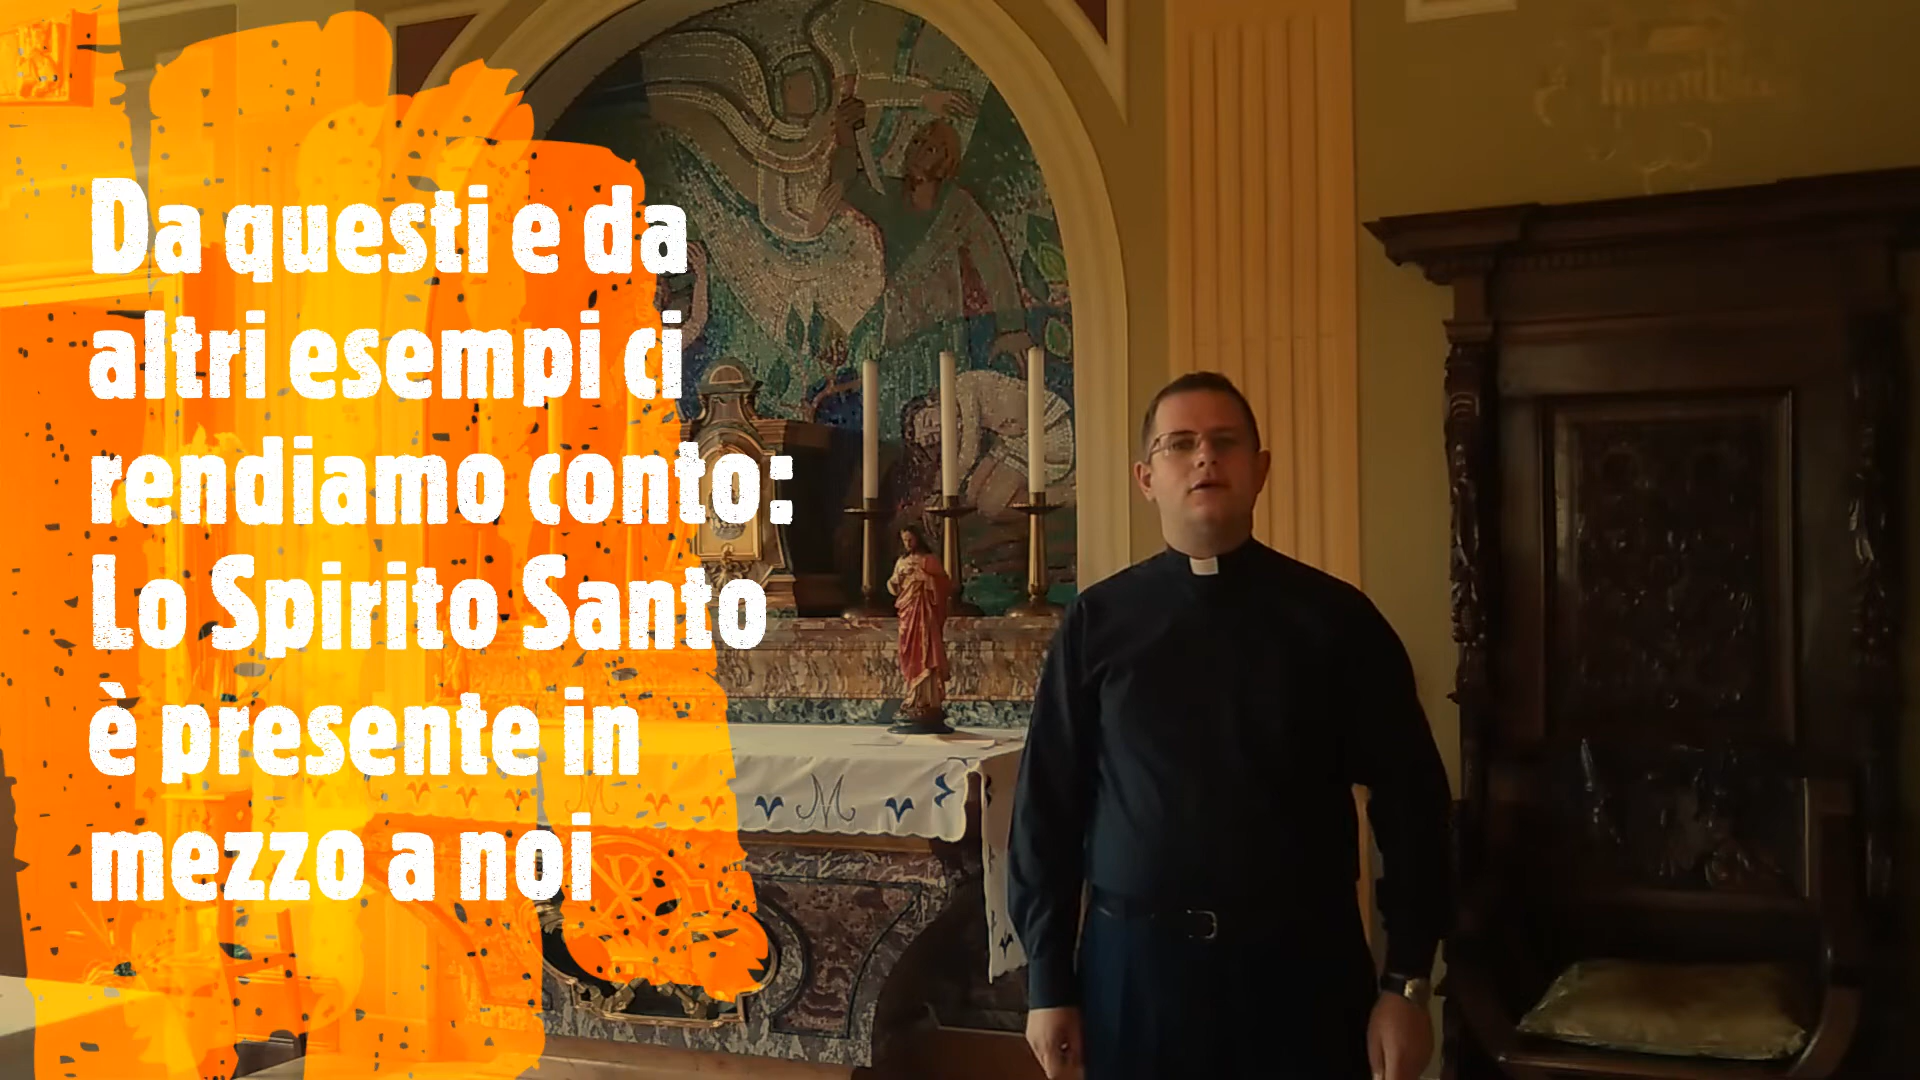 Da questi e da
altri esempi ci
rendiamo conto:
Lo Spirito Santo
è presente in
mezzo a noi